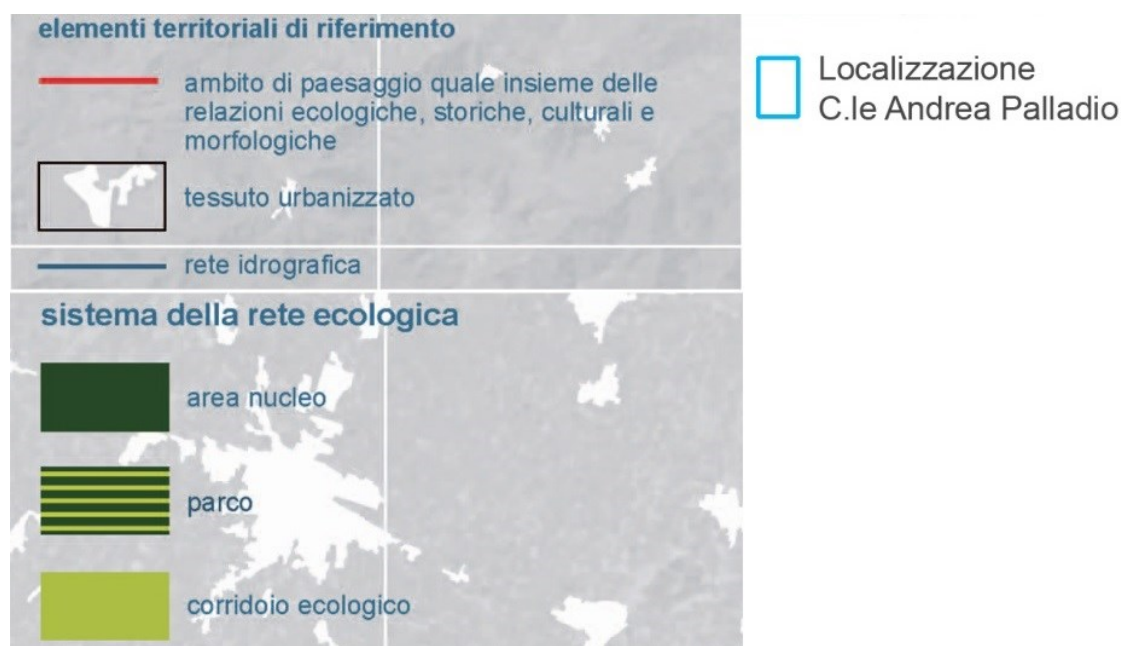 elementi territoriali di riferimento
ambito di paesaggio quale insieme delle
relazioni ecologiche, storiche, culturali e
morfologiche
tessuto urbanizzato
rete idrografica
sistema della rete ecologica
area nucleo
parco
corridoio ecologico
Localizzazione
C.le Andrea Palladio